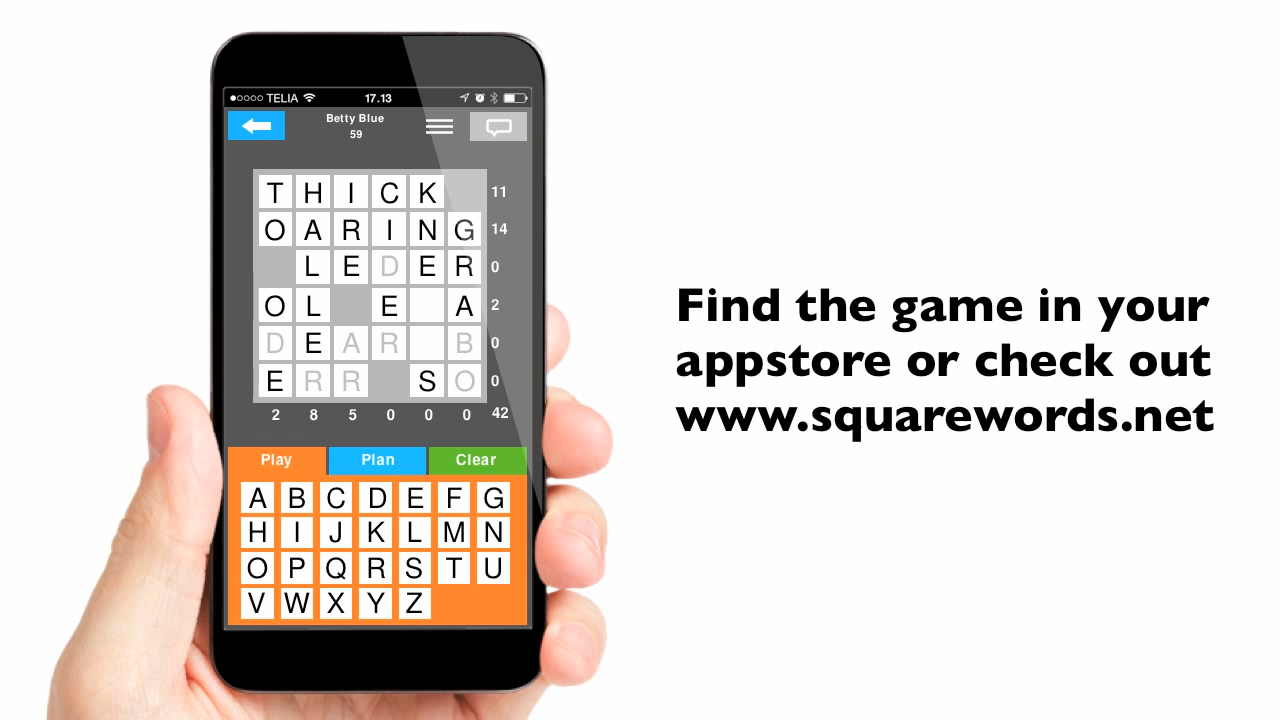 TELIA 17.13
Betty Blue
59
T H I C K 11
O A R I N G 14
L E D E R 0
O L E A 2
D E A R B 0
E R R S O 0
2 8 5 0 0 0 42
Play Plan Clear
A B C D E F G
H I J K L M N
O P Q R S T U
V W X Y Z
Find the game in your
appstore or check out
www.squarewords.net